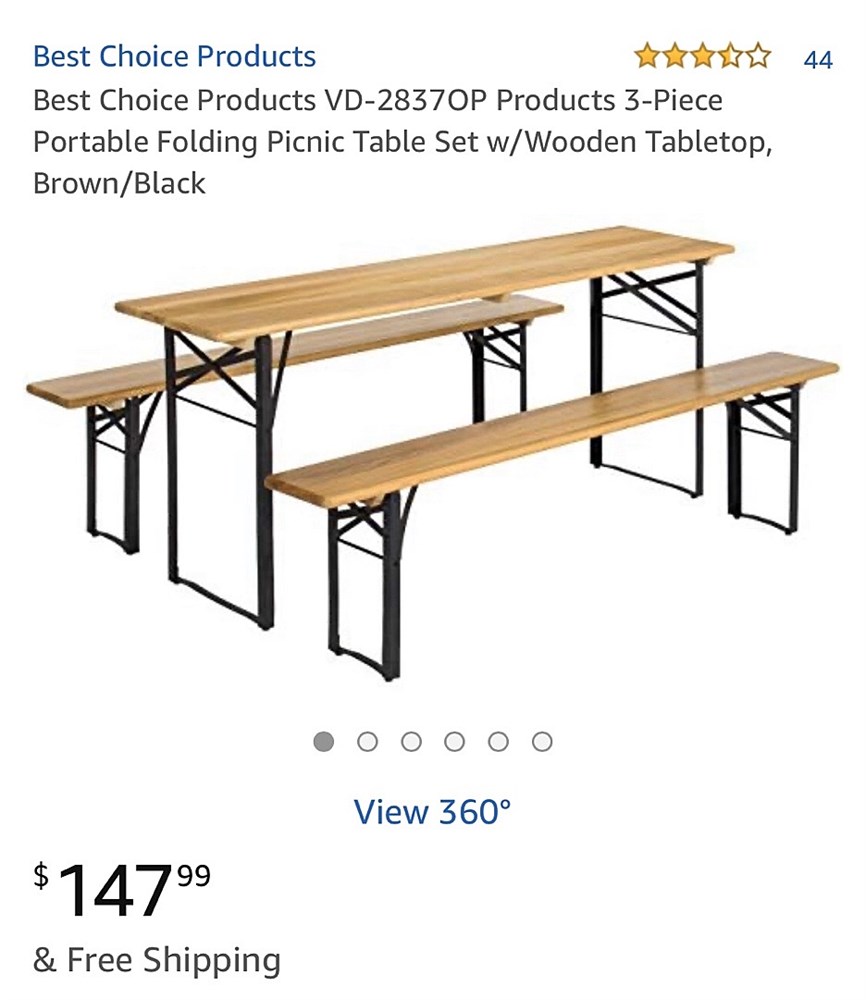 Best Choice Products 44
Best Choice Products VD-2837OP Products 3-Piece
Portable Folding Picnic Table Set w/Wooden Tabletop,
Brown/Black
View 360°
$147 99
& Free Shipping